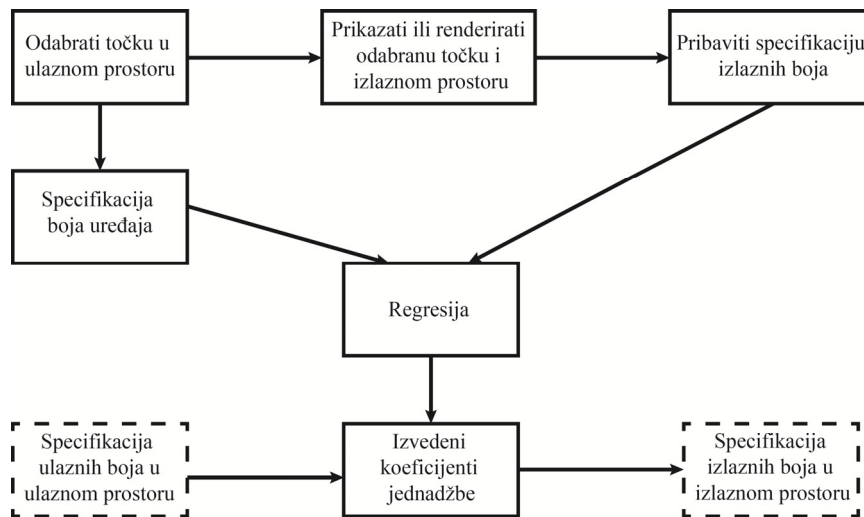 Odabrati točku u
ulaznom prostoru
Prikazati ili renderirati
odabranu točku i
izlaznom prostoru
Pribaviti specifikaciju
izlaznih boja
Specifikacija
boja uređaja
Regresija
Specifikacija
ulaznih boja u
ulaznom prostoru
Izvedeni
koeficijenti
jednadžbe
Specifikacija
izlaznih boja u
izlaznom prostoru